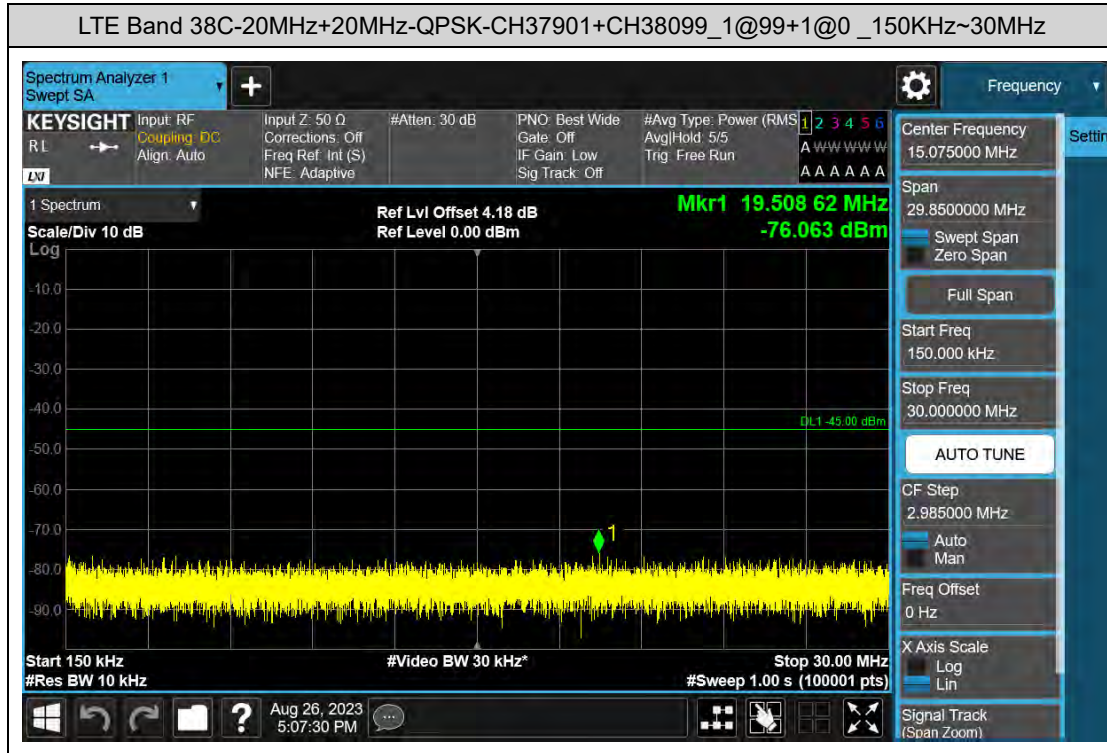 LTE Band 38C-20MHz+20MHz-QPSK-CH37901+CH38099_1@99+1@0 _150KHz~30MHz
Spectrum Analyzer 1
Swept SA
+
Frequency
KEYSIGHT
RL
LXI
Input: RF
Coupling: DC
Align: Auto
Input Z: 50 Ω
Corrections: Off
Freq Ref: Int (S)
NFE: Adaptive
#Atten: 30 dB
PNO: Best Wide
Gate: Off
IF Gain: Low
Sig Track: Off
#Avg Type: Power (RMS
Avg|Hold: 5/5
Trig: Free Run
1 2 3 4 5 6
A W W W W W
A A A A A A
1 Spectrum
Scale/Div 10 dB
Log
Ref Lvl Offset 4.18 dB
Ref Level 0.00 dBm
Mkr1 19.508 62 MHz
-76.063 dBm
-10.0
-20.0
-30.0
-40.0
DL1 -45.00 dBm
-50.0
-60.0
-70.0
1
-80.0
-90.0
Start 150 kHz
#Res BW 10 kHz
#Video BW 30 kHz*
Stop 30.00 MHz
#Sweep 1.00 s (100001 pts)
Center Frequency
15.075000 MHz
Settin
Span
29.8500000 MHz
Swept Span
Zero Span
Full Span
Start Freq
150.000 kHz
Stop Freq
30.000000 MHz
AUTO TUNE
CF Step
2.985000 MHz
Auto
Man
Freq Offset
0 Hz
X Axis Scale
Log
Lin
Signal Track
(Span Zoom)
?
Aug 26, 2023
5:07:30 PM